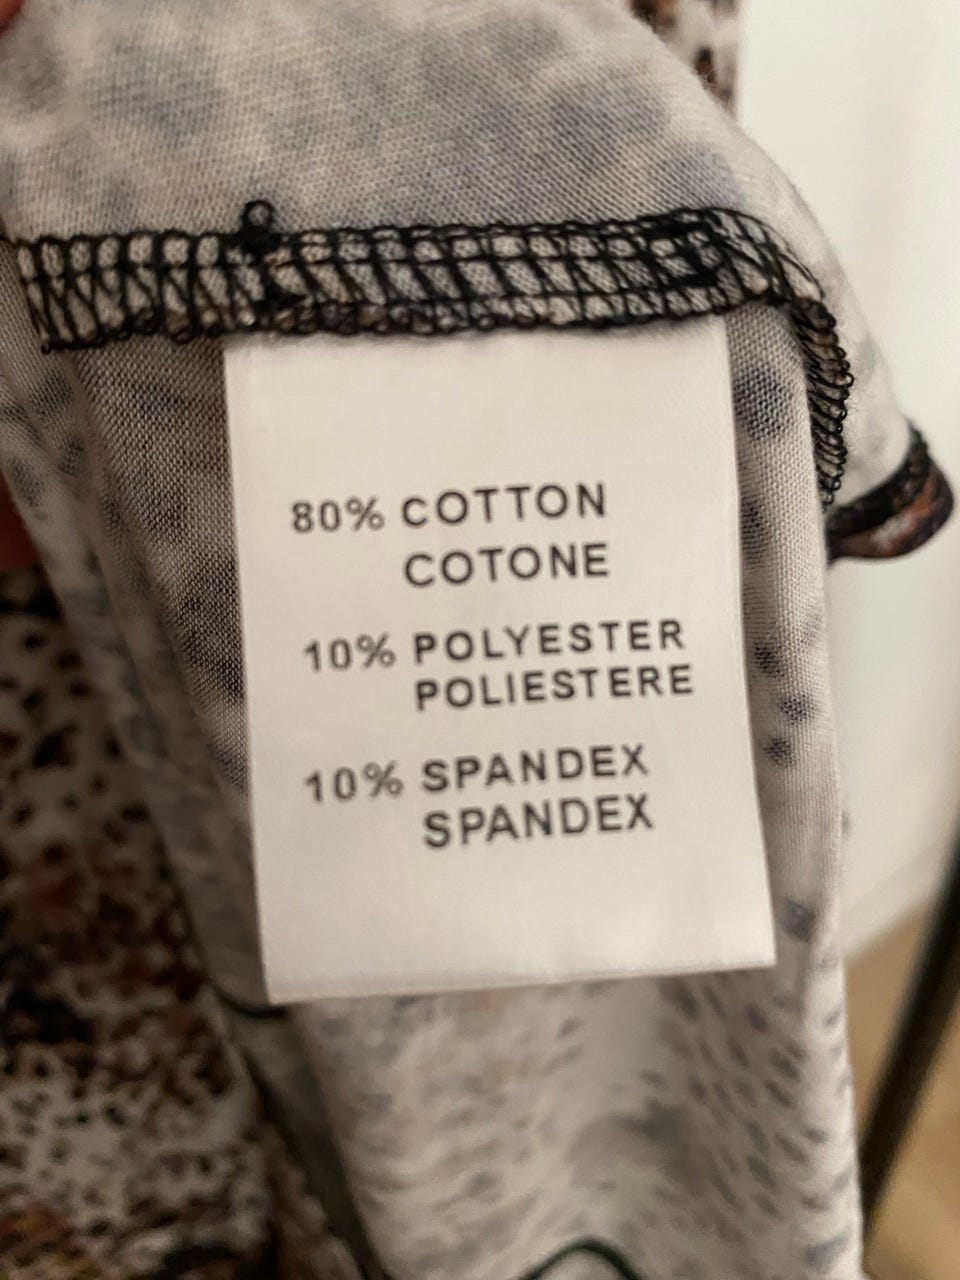 80% COTTON
COTONE
10% POLYESTER
POLIESTERE
10% SPANDEX
SPANDEX